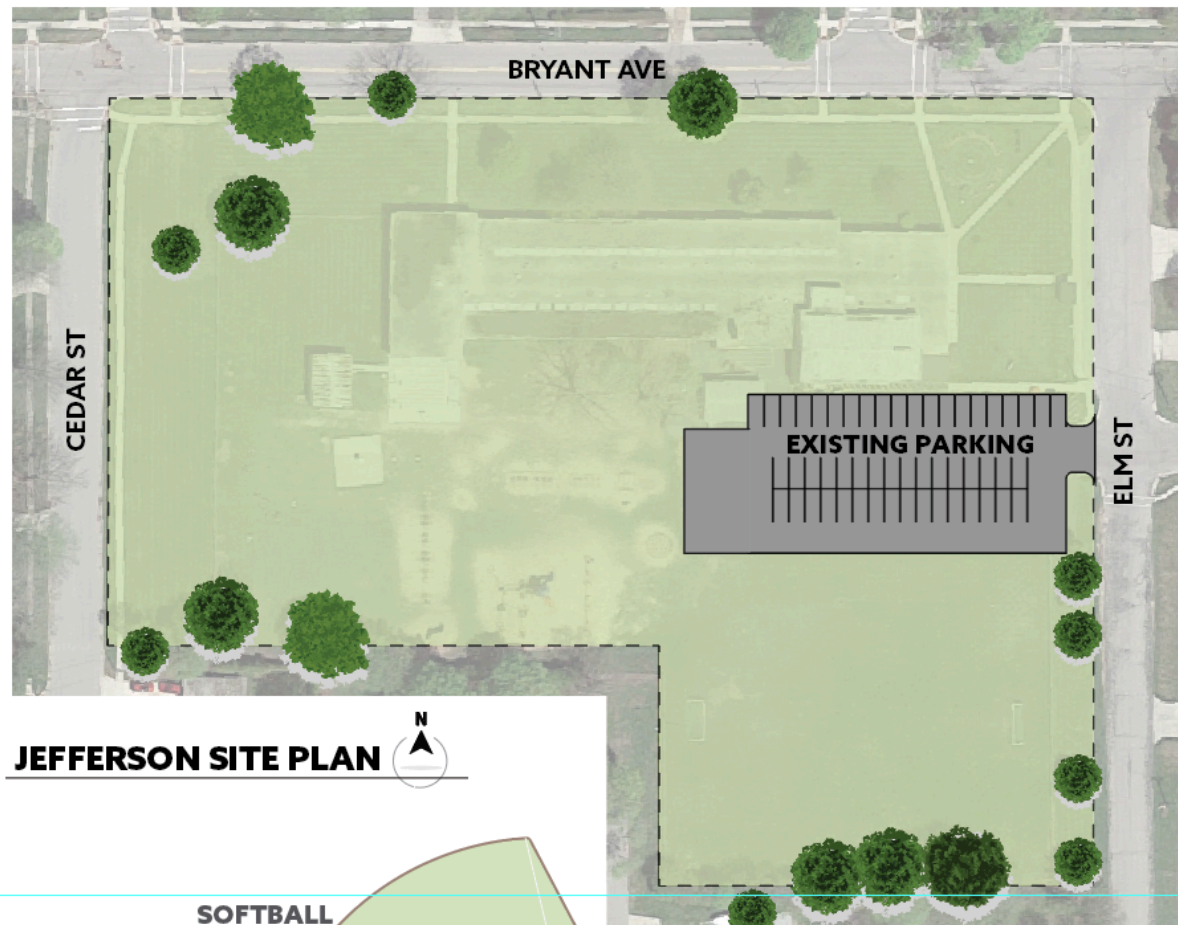 BRYANT AVE
CEDAR ST
EXISTING PARKING
ELM ST
N
JEFFERSON SITE PLAN
SOFTBALL